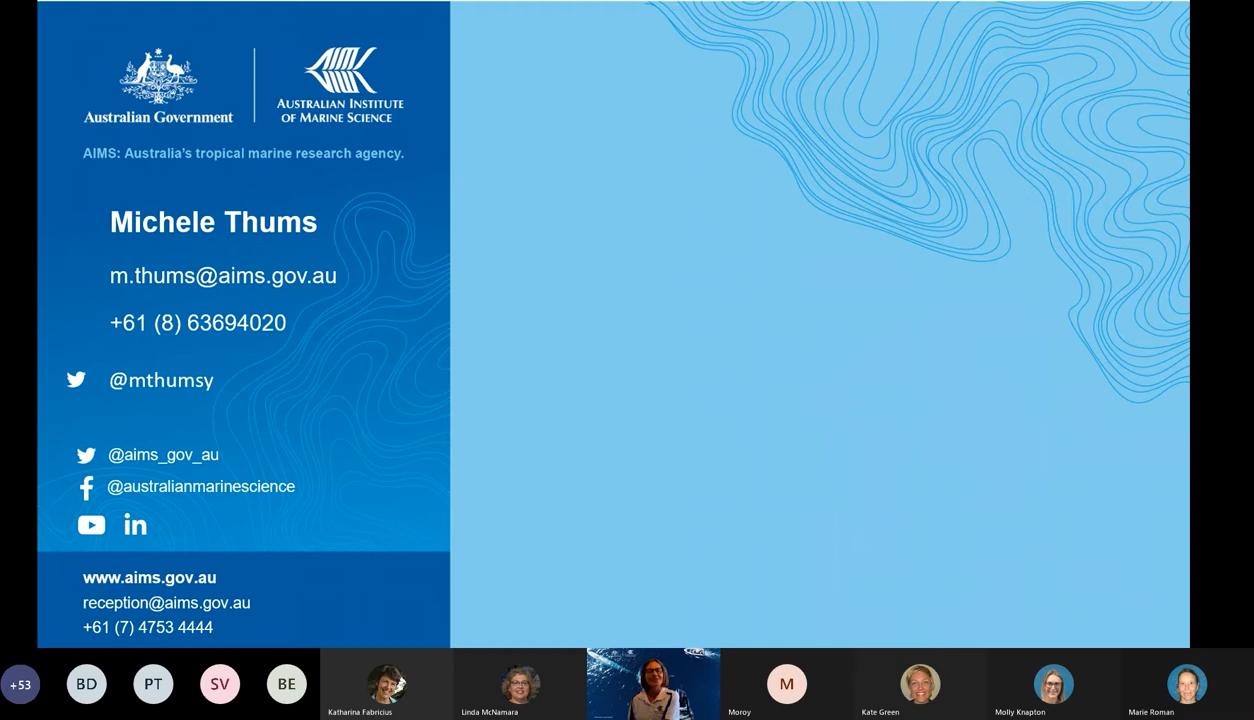 Australian Government
AUSTRALIAN INSTITUTE
OF MARINE SCIENCE
AIMS: Australia's tropical marine research agency.
Michele Thums
m.thums@aims.gov.au
+61 (8) 63694020
@mthumsy
@aims_gov_au
@australianmarinescience
in
www.aims.gov.au
reception@aims.gov.au
+61 (7) 4753 4444
+53
BD
PT
SV
BE
M
Katharina Fabricius
Linda McNamara
Moroy
Kate Green
Molly Knapton
Marie Roman